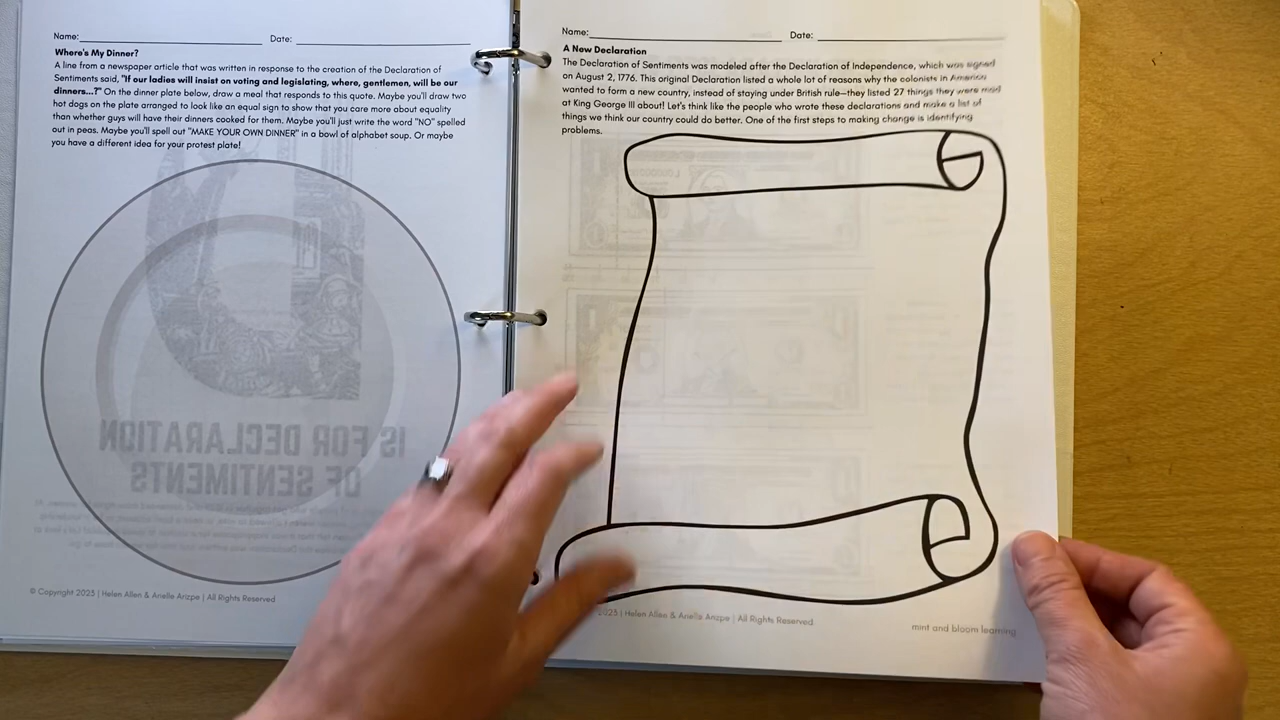 Name: Date:
Where's My Dinner?
A line from a newspaper article that was written in response to the creation of the Declaration of
Sentiments said, "If our ladies will insist on voting and legislating, where, gentlemen, will be our
dinners...?" On the dinner plate below, draw a meal that responds to this quote. Maybe you'll draw two
hot dogs on the plate arranged to look like an equal sign to show that you care more about equality
than whether guys will have their dinners cooked for them. Maybe you'll just write the word "NO" spelled
out in peas. Maybe you'll spell out "MAKE YOUR OWN DINNER" in a bowl of alphabet soup. Or maybe
you have a different idea for your protest plate!
IS FOR DECLARATION
OF SENTIMENTS
© Copyright 2023 | Helen Allen & Arielle Arizpe | All Rights Reserved
Name: Date:
A New Declaration
The Declaration of Sentiments was modeled after the Declaration of Independence, which was signed
on August 2, 1776. This original Declaration listed a whole lot of reasons why the colonists in America
wanted to form a new country, instead of staying under British rule—they listed 27 things they were mad
at King George III about! Let's think like the people who wrote these declarations and make a list of
things we think our country could do better. One of the first steps to making change is identifying
problems.
2023 | Helen Allen & Arielle Arizpe | All Rights Reserved
mint and bloom learning